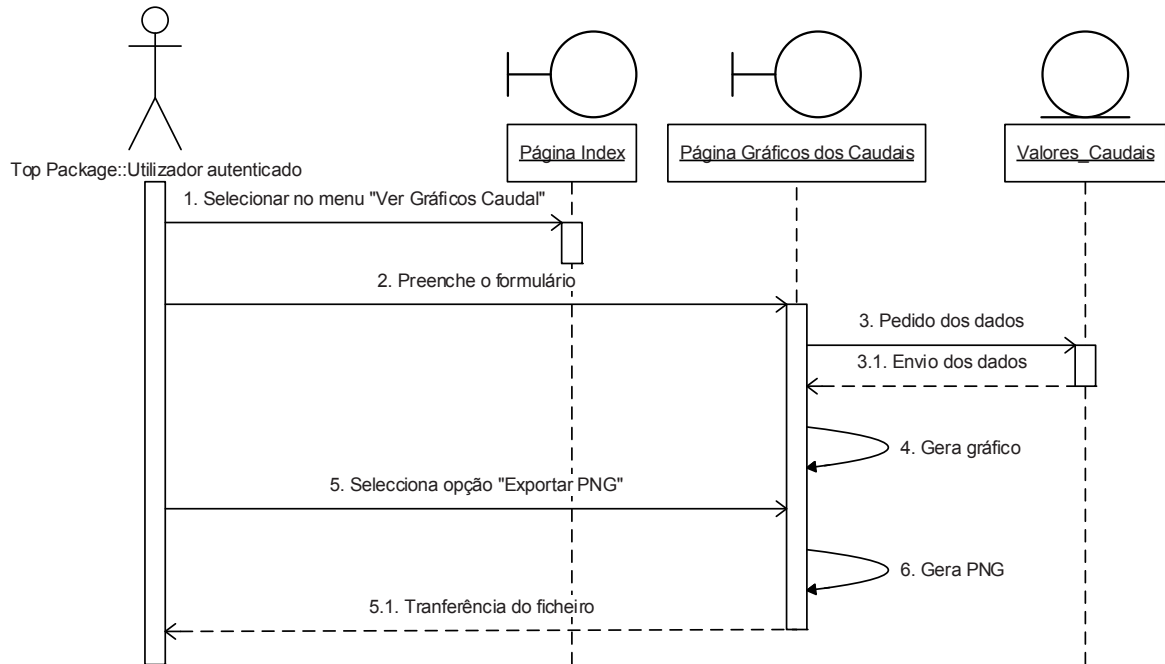 Top Package::Utilizador autenticado
Página Index
Página Gráficos dos Caudais
Valores_Caudais
1. Selecionar no menu "Ver Gráficos Caudal"
2. Preenche o formulário
3. Pedido dos dados
3.1. Envio dos dados
4. Gera gráfico
5. Selecciona opção "Exportar PNG"
6. Gera PNG
5.1. Tranferência do ficheiro